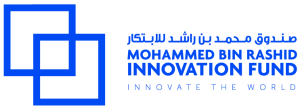 صندوق محمد بن راشد للابتكار
MOHAMMED BIN RASHID
INNOVATION FUND
INNOVATE THE WORLD